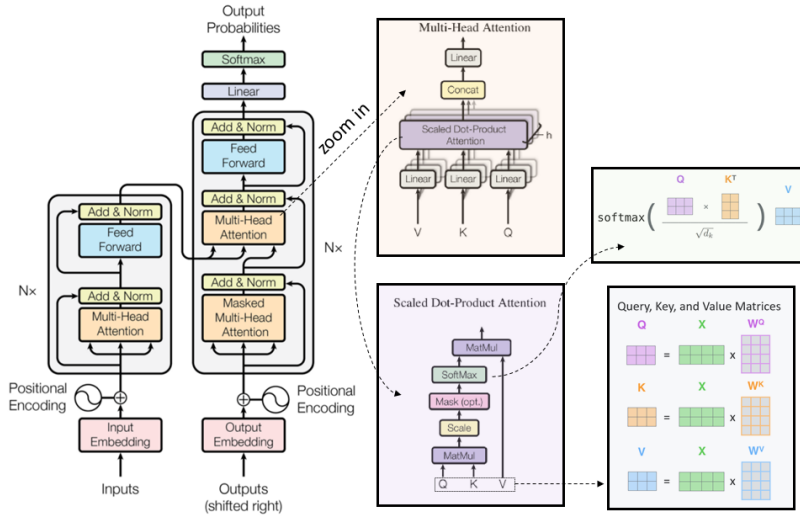 Output
Probabilities
Softmax
Linear
Add & Norm
Feed
Forward
Add & Norm
Multi-Head
Attention
Add & Norm
Masked
Multi-Head
Attention
N×
Positional
Encoding
Output
Embedding
Outputs
(shifted right)
Add & Norm
Feed
Forward
Add & Norm
Multi-Head
Attention
N×
Positional
Encoding
Input
Embedding
Inputs
zoom in
Multi-Head Attention
Linear
Concat
Scaled Dot-Product
Attention
h
Linear Linear Linear
V K Q
Scaled Dot-Product Attention
MatMul
SoftMax
Mask (opt.)
Scale
MatMul
Q K V
Q Kᵀ V
softmax( × )
√dₖ
Query, Key, and Value Matrices
Q X W^Q
= x
K X W^K
= x
V X W^V
= x